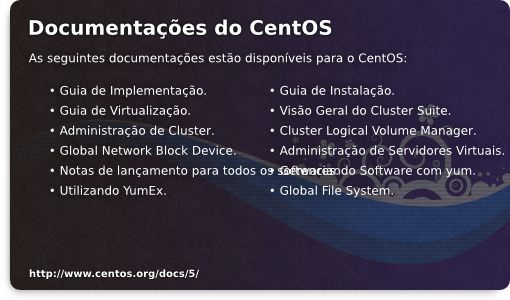 Documentações do CentOS
As seguintes documentações estão disponíveis para o CentOS:
• Guia de Implementação.
• Guia de Virtualização.
• Administração de Cluster.
• Global Network Block Device.
• Notas de lançamento para todos os softwares.
• Utilizando YumEx.
• Guia de Instalação.
• Visão Geral do Cluster Suite.
• Cluster Logical Volume Manager.
• Administração de Servidores Virtuais.
• Gerenciando Software com yum.
• Global File System.
http://www.centos.org/docs/5/